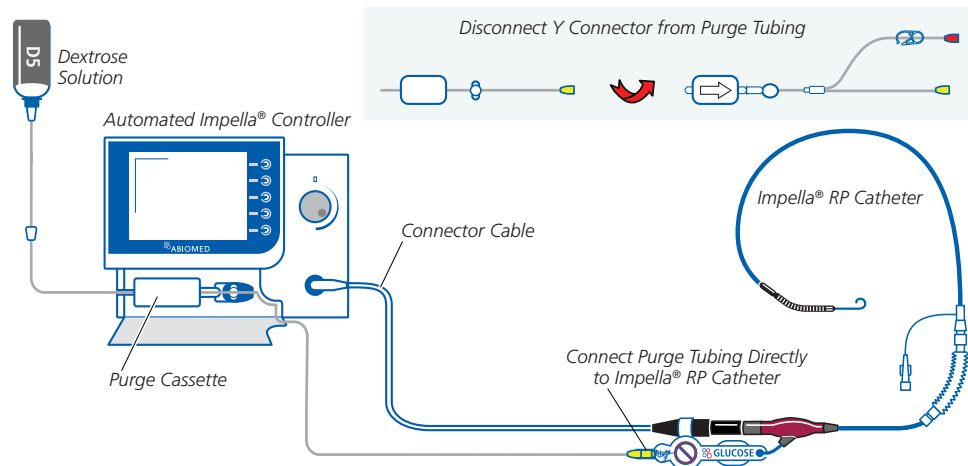 Disconnect Y Connector from Purge Tubing
D5
Dextrose
Solution
Automated Impella® Controller
ABIOMED
Connector Cable
Impella® RP Catheter
Purge Cassette
Connect Purge Tubing Directly
to Impella® RP Catheter
GLUCOSE